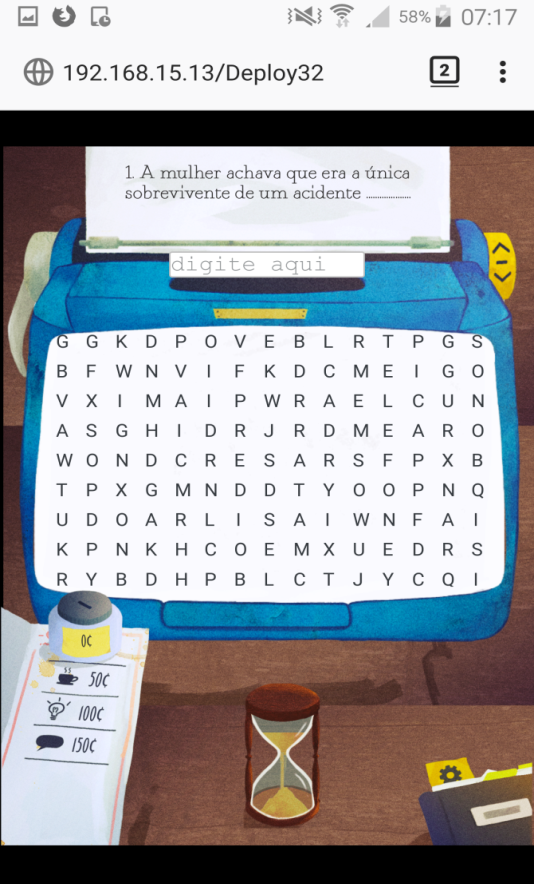 58% 07:17
192.168.15.13/Deploy32
2
1. A mulher achava que era a única
sobrevivente de um acidente ....................
digite aqui
G G K D P O V E B L R T P G S
B F W N V I F K D C M E I G O
V X I M A I P W R A E L C U N
A S G H I D R J R D M E A R O
W O N D C R E S A R S F P X B
T P X G M N D D T Y O O P N Q
U D O A R L I S A I W N F A I
K P N K H C O E M X U E D R S
R Y B D H P B L C T J Y C Q I
0¢
50¢
100¢
150¢